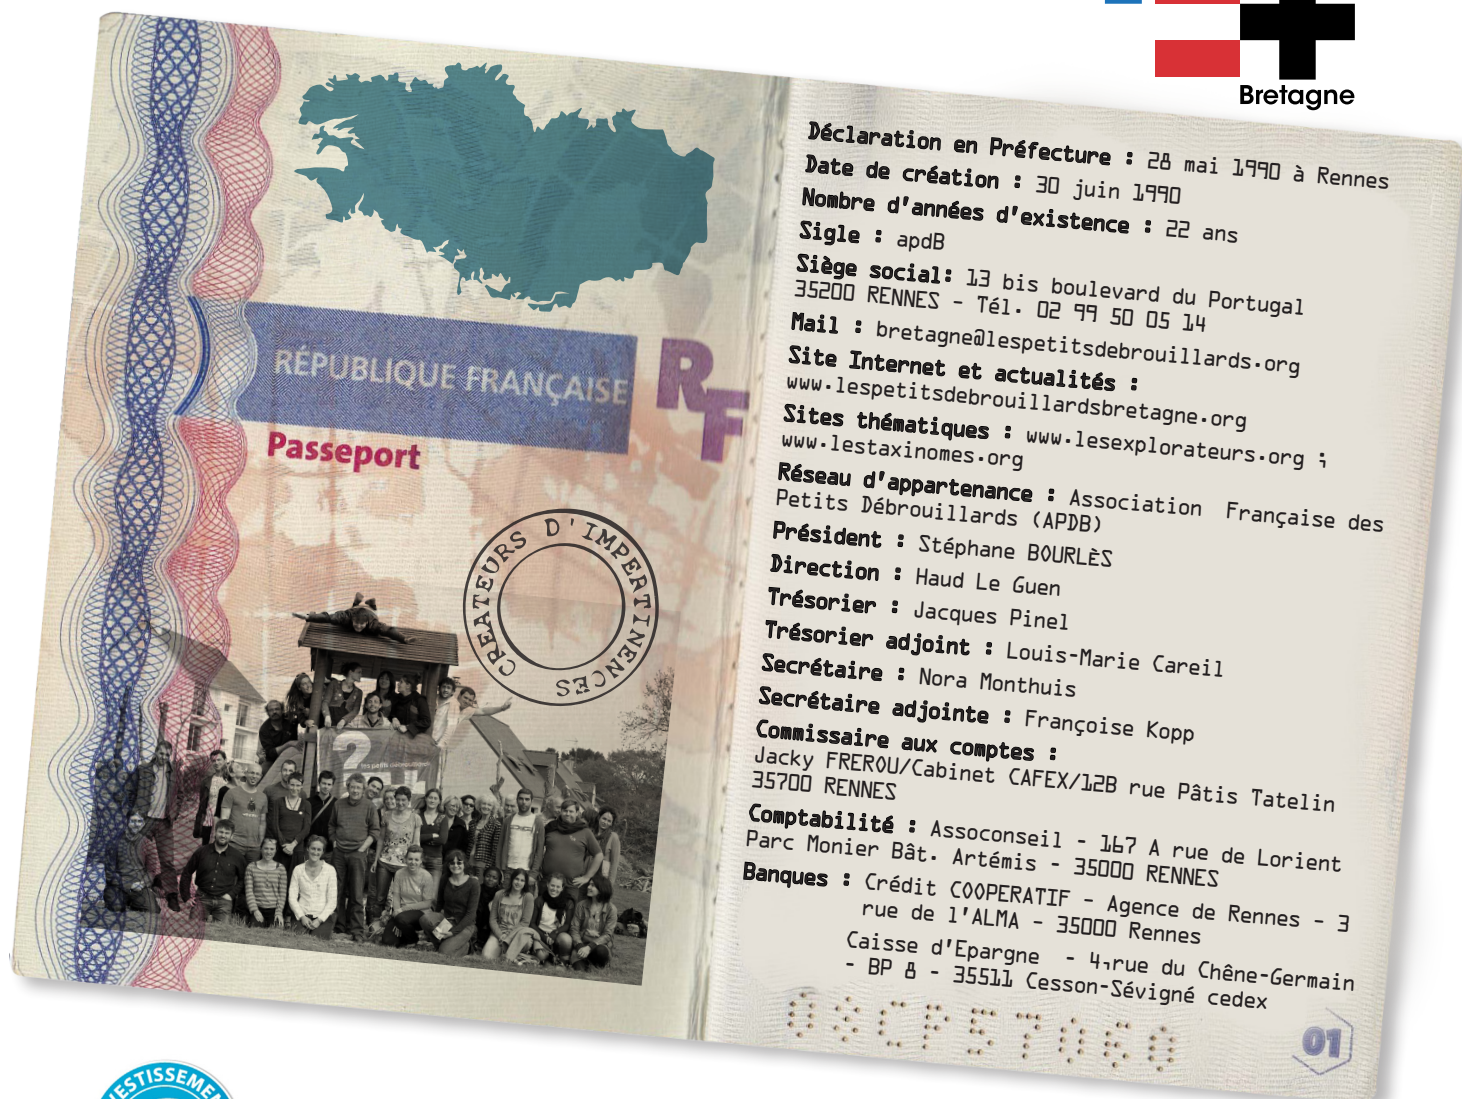 Bretagne
RÉPUBLIQUE FRANÇAISE
RF
Passeport
CREATEURS D'IMPERTINENCES
les petits débrouillards
Déclaration en Préfecture : 28 mai 1990 à Rennes
Date de création : 30 juin 1990
Nombre d'années d'existence : 22 ans
Sigle : apdB
Siège social: 13 bis boulevard du Portugal
35200 RENNES - Tél. 02 99 50 05 14
Mail : bretagne@lespetitsdebrouillards.org
Site Internet et actualités :
www.lespetitsdebrouillardsbretagne.org
Sites thématiques : www.lesexplorateurs.org ;
www.lestaxinomes.org
Réseau d'appartenance : Association Française des
Petits Débrouillards (APDB)
Président : Stéphane BOURLÈS
Direction : Haud Le Guen
Trésorier : Jacques Pinel
Trésorier adjoint : Louis-Marie Careil
Secrétaire : Nora Monthuis
Secrétaire adjointe : Françoise Kopp
Commissaire aux comptes :
Jacky FREROU/Cabinet CAFEX/12B rue Pâtis Tatelin
35700 RENNES
Comptabilité : Assoconseil - 167 A rue de Lorient
Parc Monier Bât. Artémis - 35000 RENNES
Banques : Crédit COOPERATIF - Agence de Rennes - 3
rue de l'ALMA - 35000 Rennes
Caisse d'Epargne - 4,rue du Chêne-Germain
- BP 8 - 35511 Cesson-Sévigné cedex
08CP57060
01